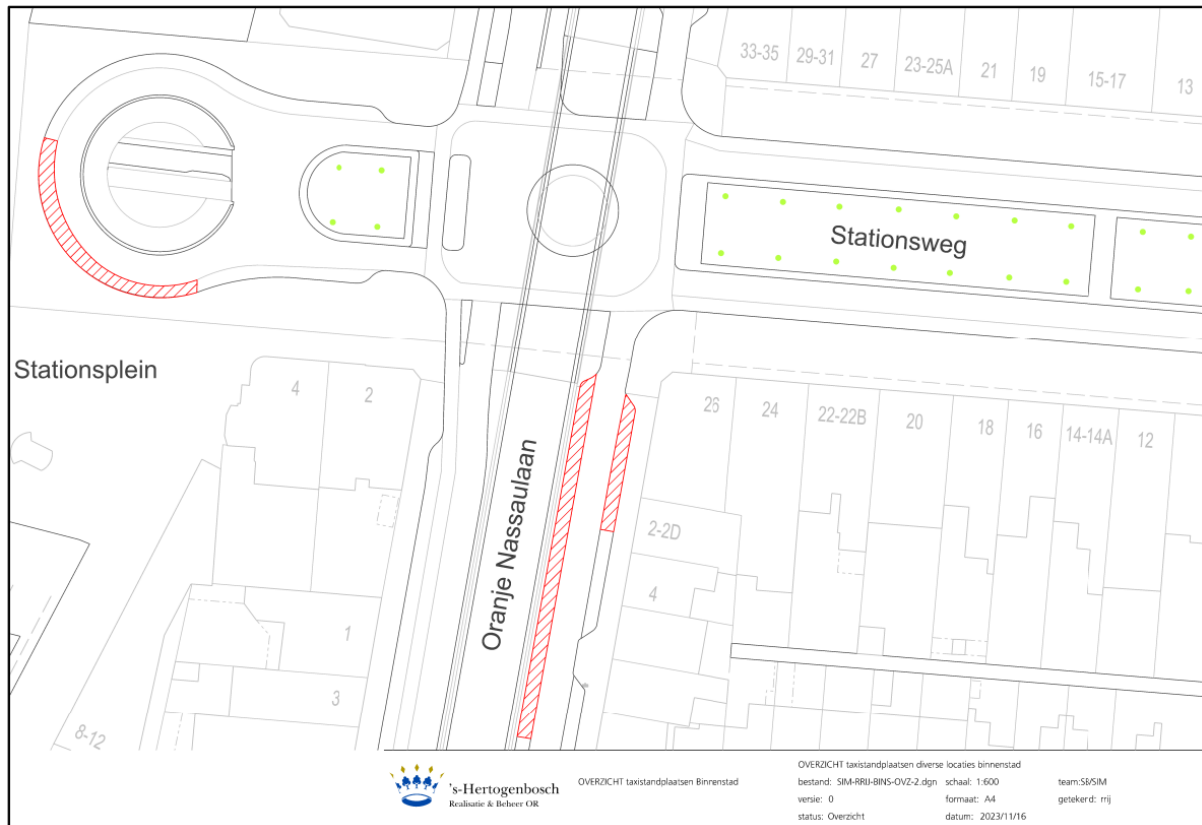 33-35
29-31
27
23-25A
21
19
15-17
13
Stationsweg
Stationsplein
4
2
26
24
22-22B
20
18
16
14-14A
12
Oranje Nassaulaan
2-2D
4
1
3
8-12
's-Hertogenbosch
Realisatie & Beheer OR
OVERZICHT taxistandplaatsen Binnenstad
OVERZICHT taxistandplaatsen diverse locaties binnenstad
bestand: SIM-RRIJ-BINS-OVZ-2.dgn schaal: 1:600 team:SB/SIM
versie: 0 formaat: A4 getekend: rrij
status: Overzicht datum: 2023/11/16